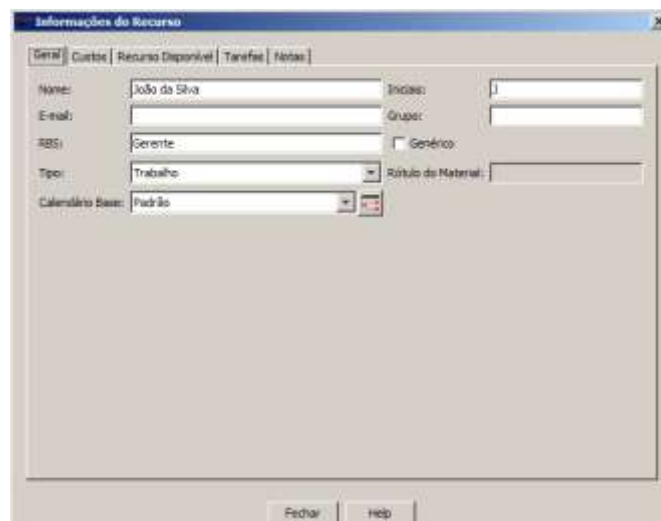 Informações do Recurso
Geral Custos Recurso Disponível Tarefas Notas
Nome: João da Silva Iniciais: J
E-mail: Grupo:
RBS: Gerente Genérico
Tipo: Trabalho Rótulo do Material:
Calendário Base: Padrão
Fechar Help